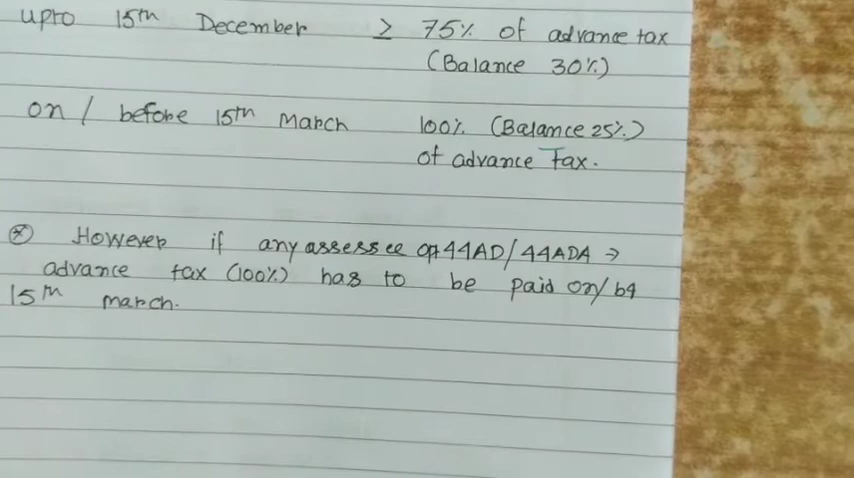 upto 15th December ≥ 75% of advance tax
(Balance 30%)
on / before 15th March 100% (Balance 25%)
of advance Tax.
However if any assessee opt 44AD/44ADA →
advance tax (100%) has to be paid on/by
15th march.